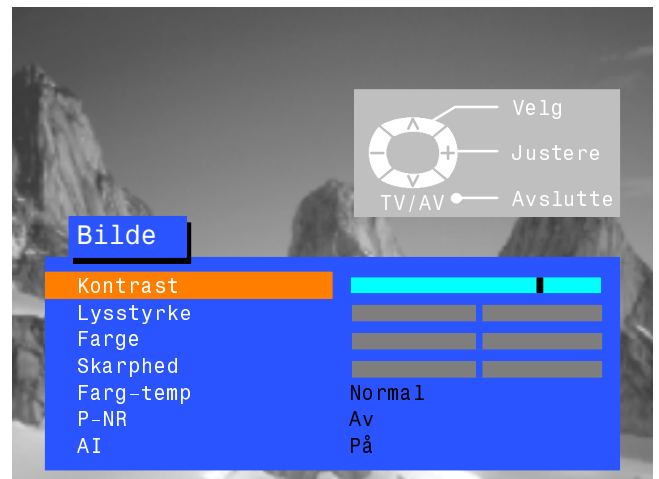 Velg
Justere
TV/AV Avslutte
Bilde
Kontrast
Lysstyrke
Farge
Skarphed
Farg-temp Normal
P-NR Av
AI På